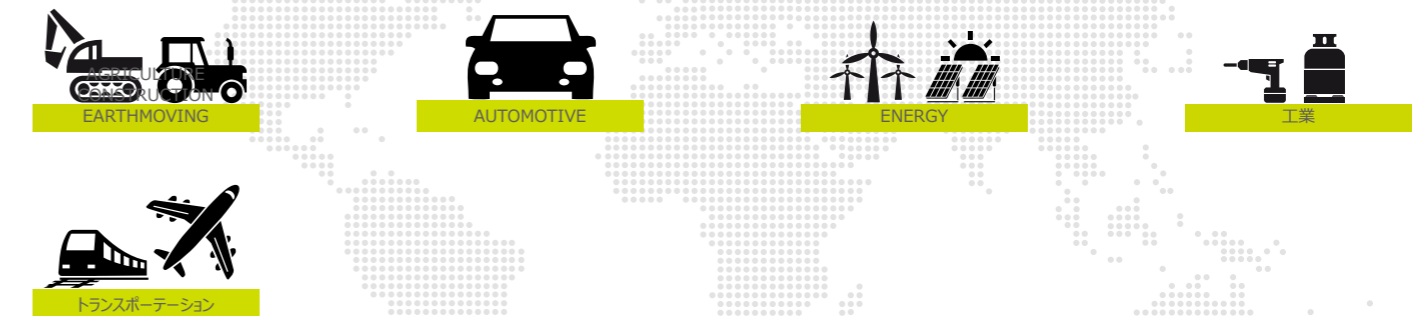 AGRICULTURE
CONSTRUCTION
EARTHMOVING
AUTOMOTIVE
ENERGY
工業
トランスポーテーション